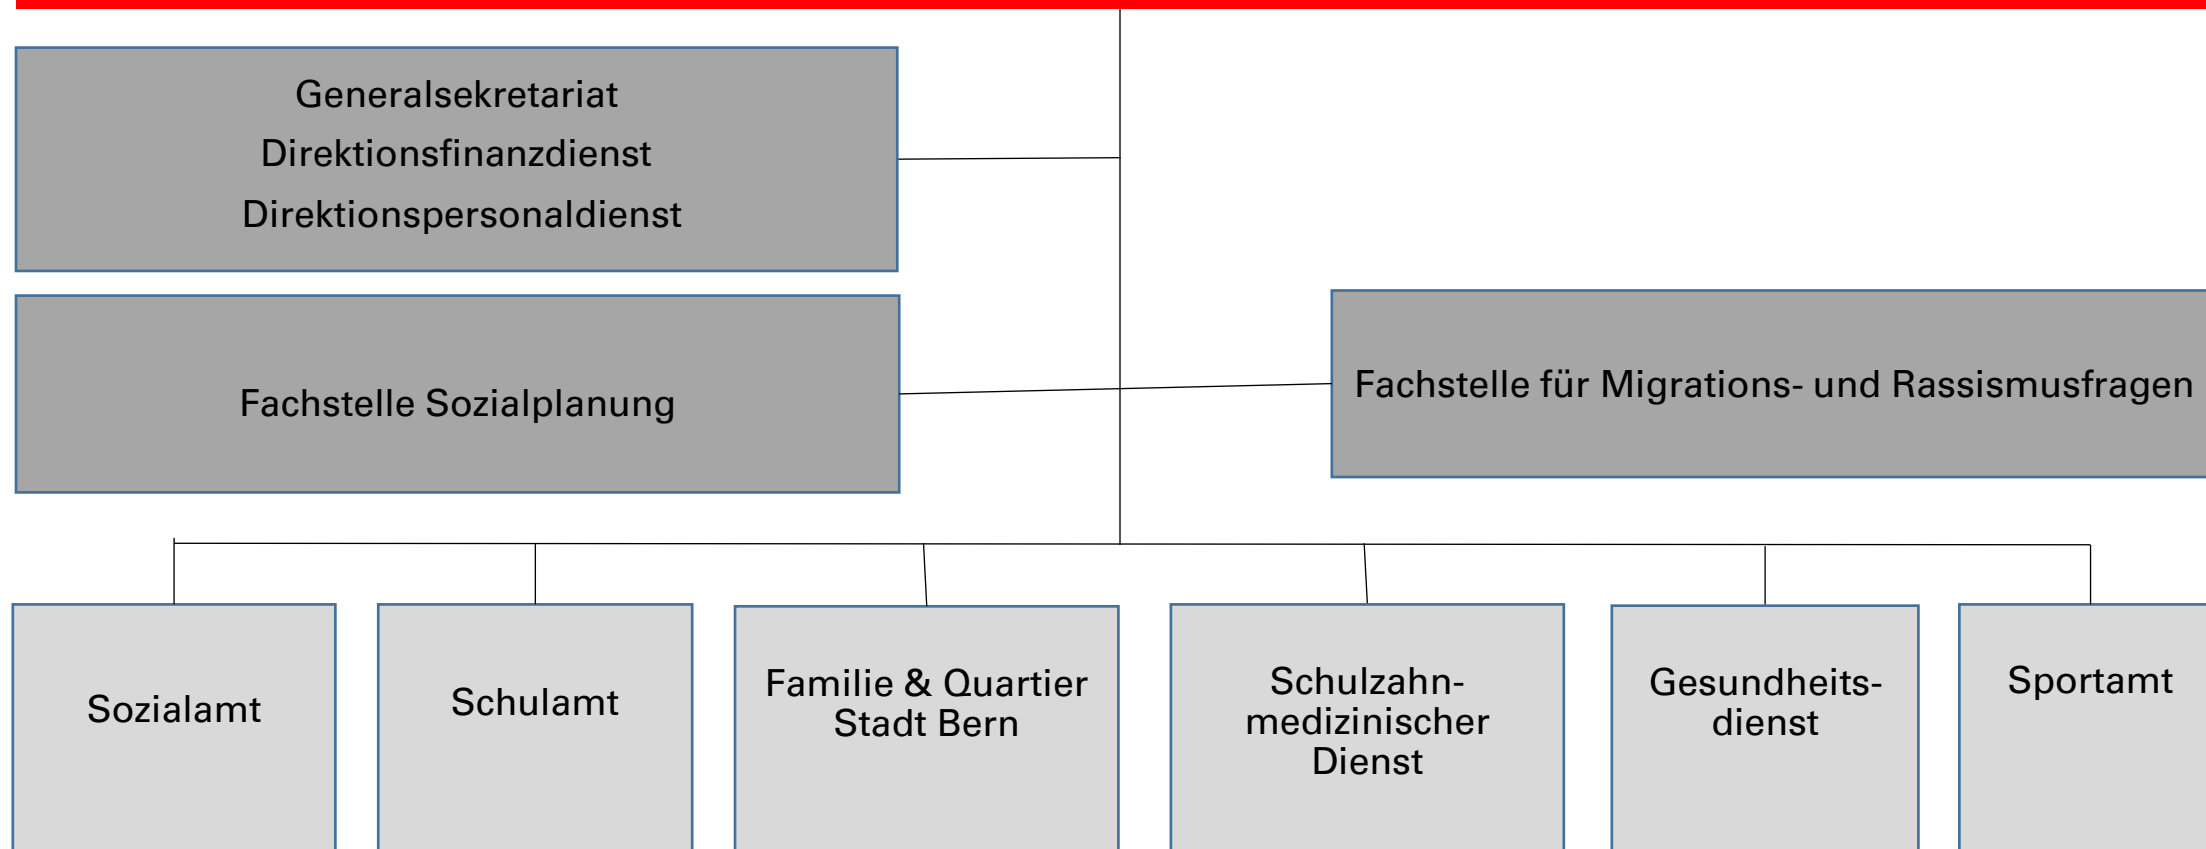 Generalsekretariat
Direktionsfinanzdienst
Direktionspersonaldienst
Fachstelle Sozialplanung
Fachstelle für Migrations- und Rassismusfragen
Sozialamt
Schulamt
Familie & Quartier
Stadt Bern
Schulzahn-
medizinischer
Dienst
Gesundheits-
dienst
Sportamt